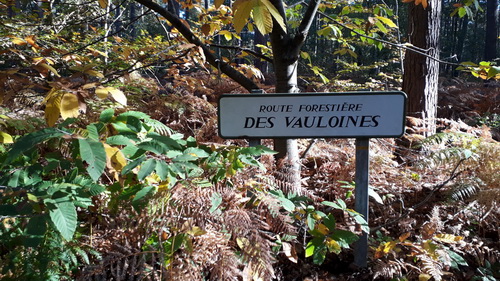 ROUTE FORESTIÈRE
DES VAULOINES